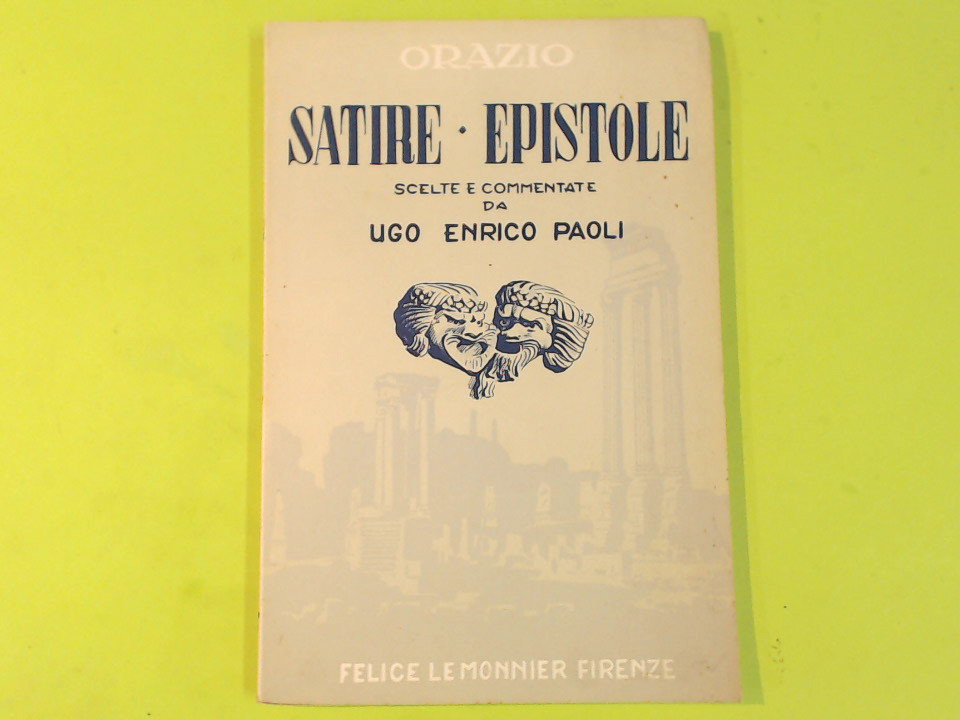 ORAZIO
SATIRE · EPISTOLE
SCELTE E COMMENTATE
DA
UGO ENRICO PAOLI
FELICE LE MONNIER FIRENZE